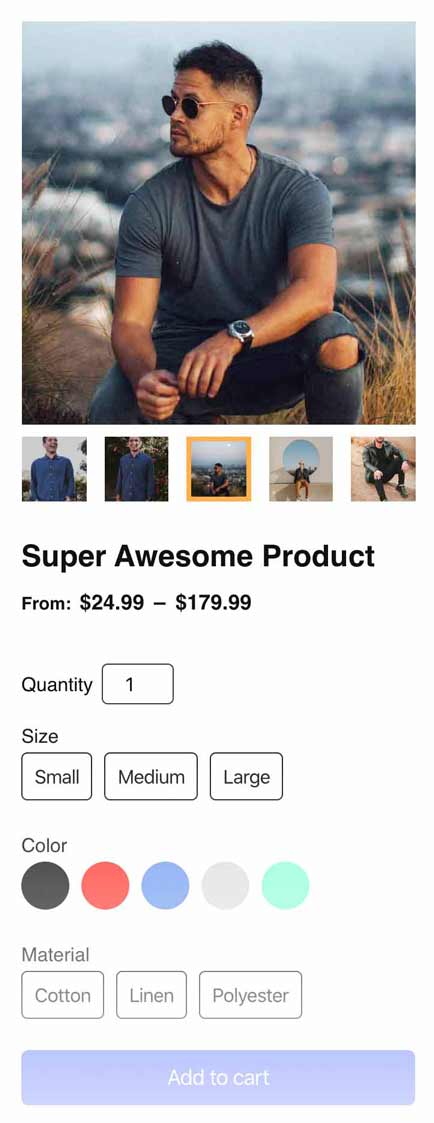 Super Awesome Product
From: $24.99 – $179.99
Quantity 1
Size
Small Medium Large
Color
Material
Cotton Linen Polyester
Add to cart